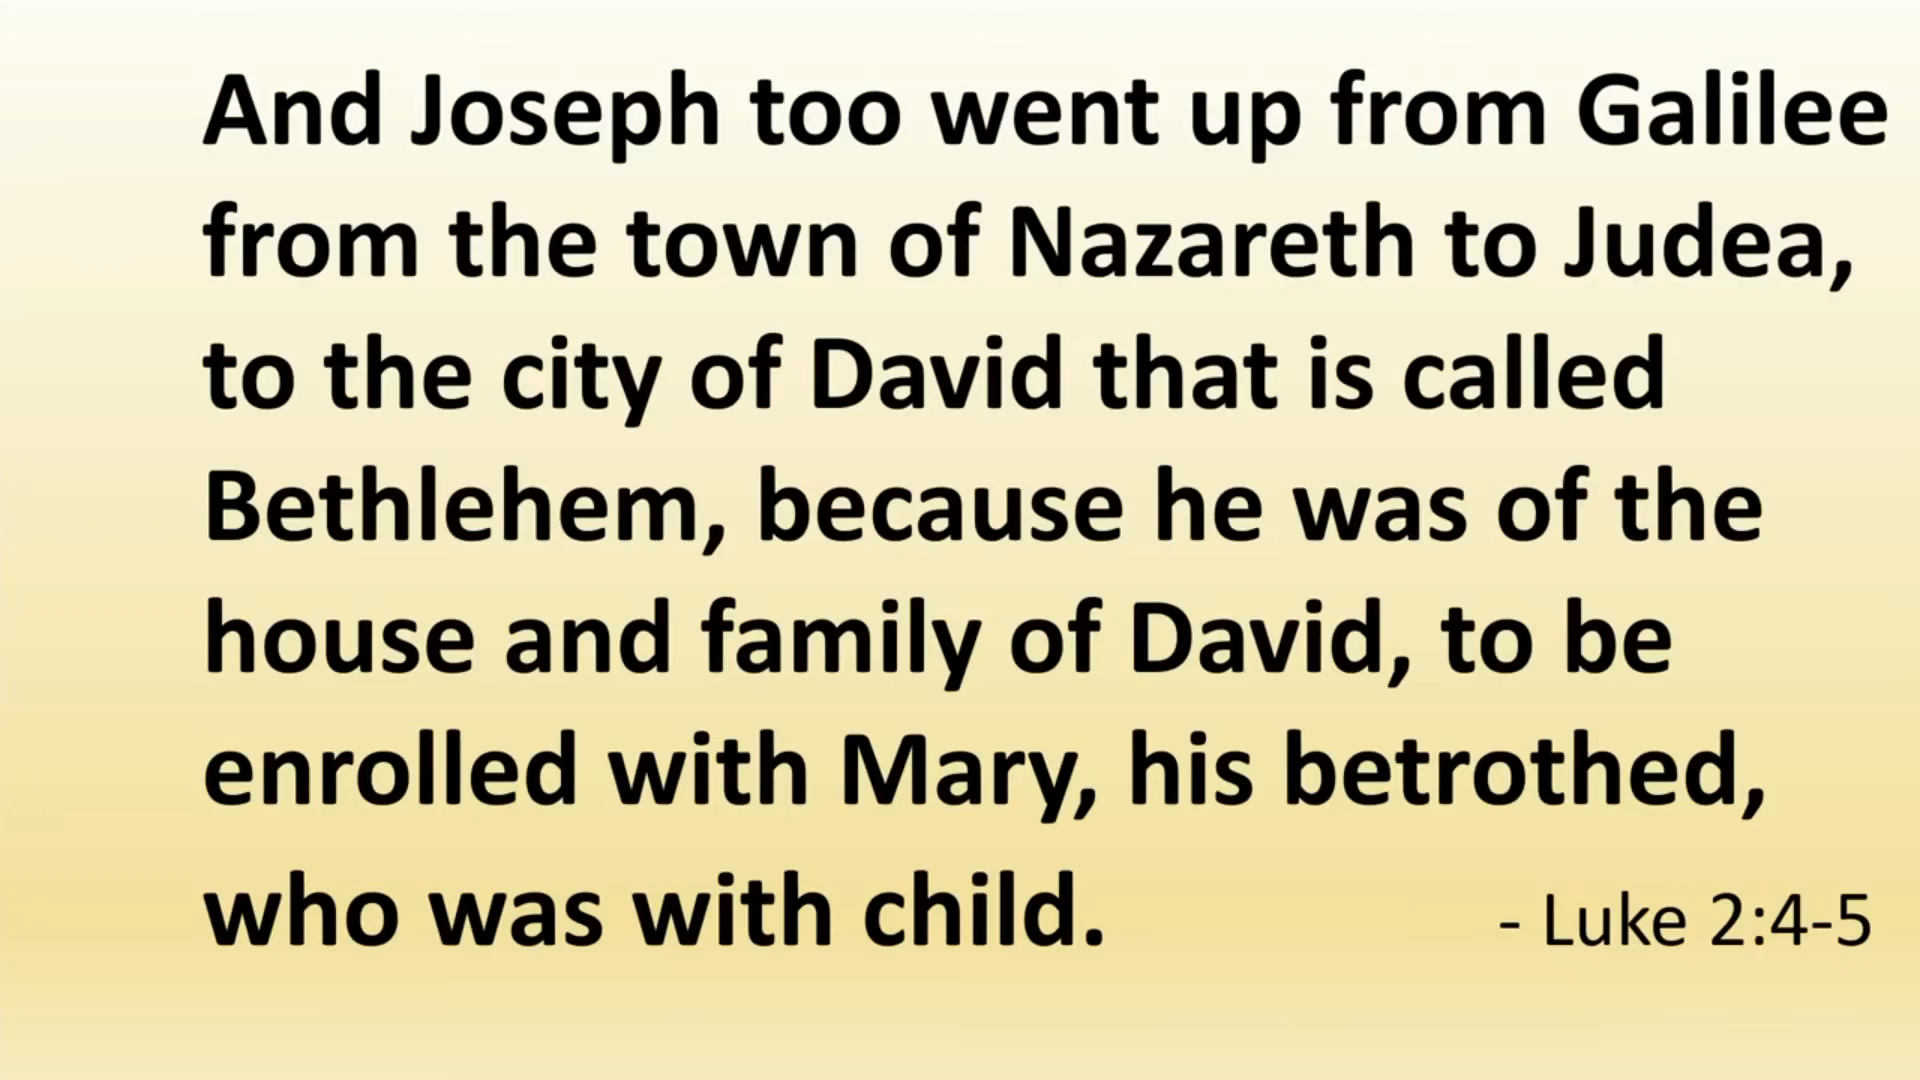 And Joseph too went up from Galilee
from the town of Nazareth to Judea,
to the city of David that is called
Bethlehem, because he was of the
house and family of David, to be
enrolled with Mary, his betrothed,
who was with child. - Luke 2:4-5